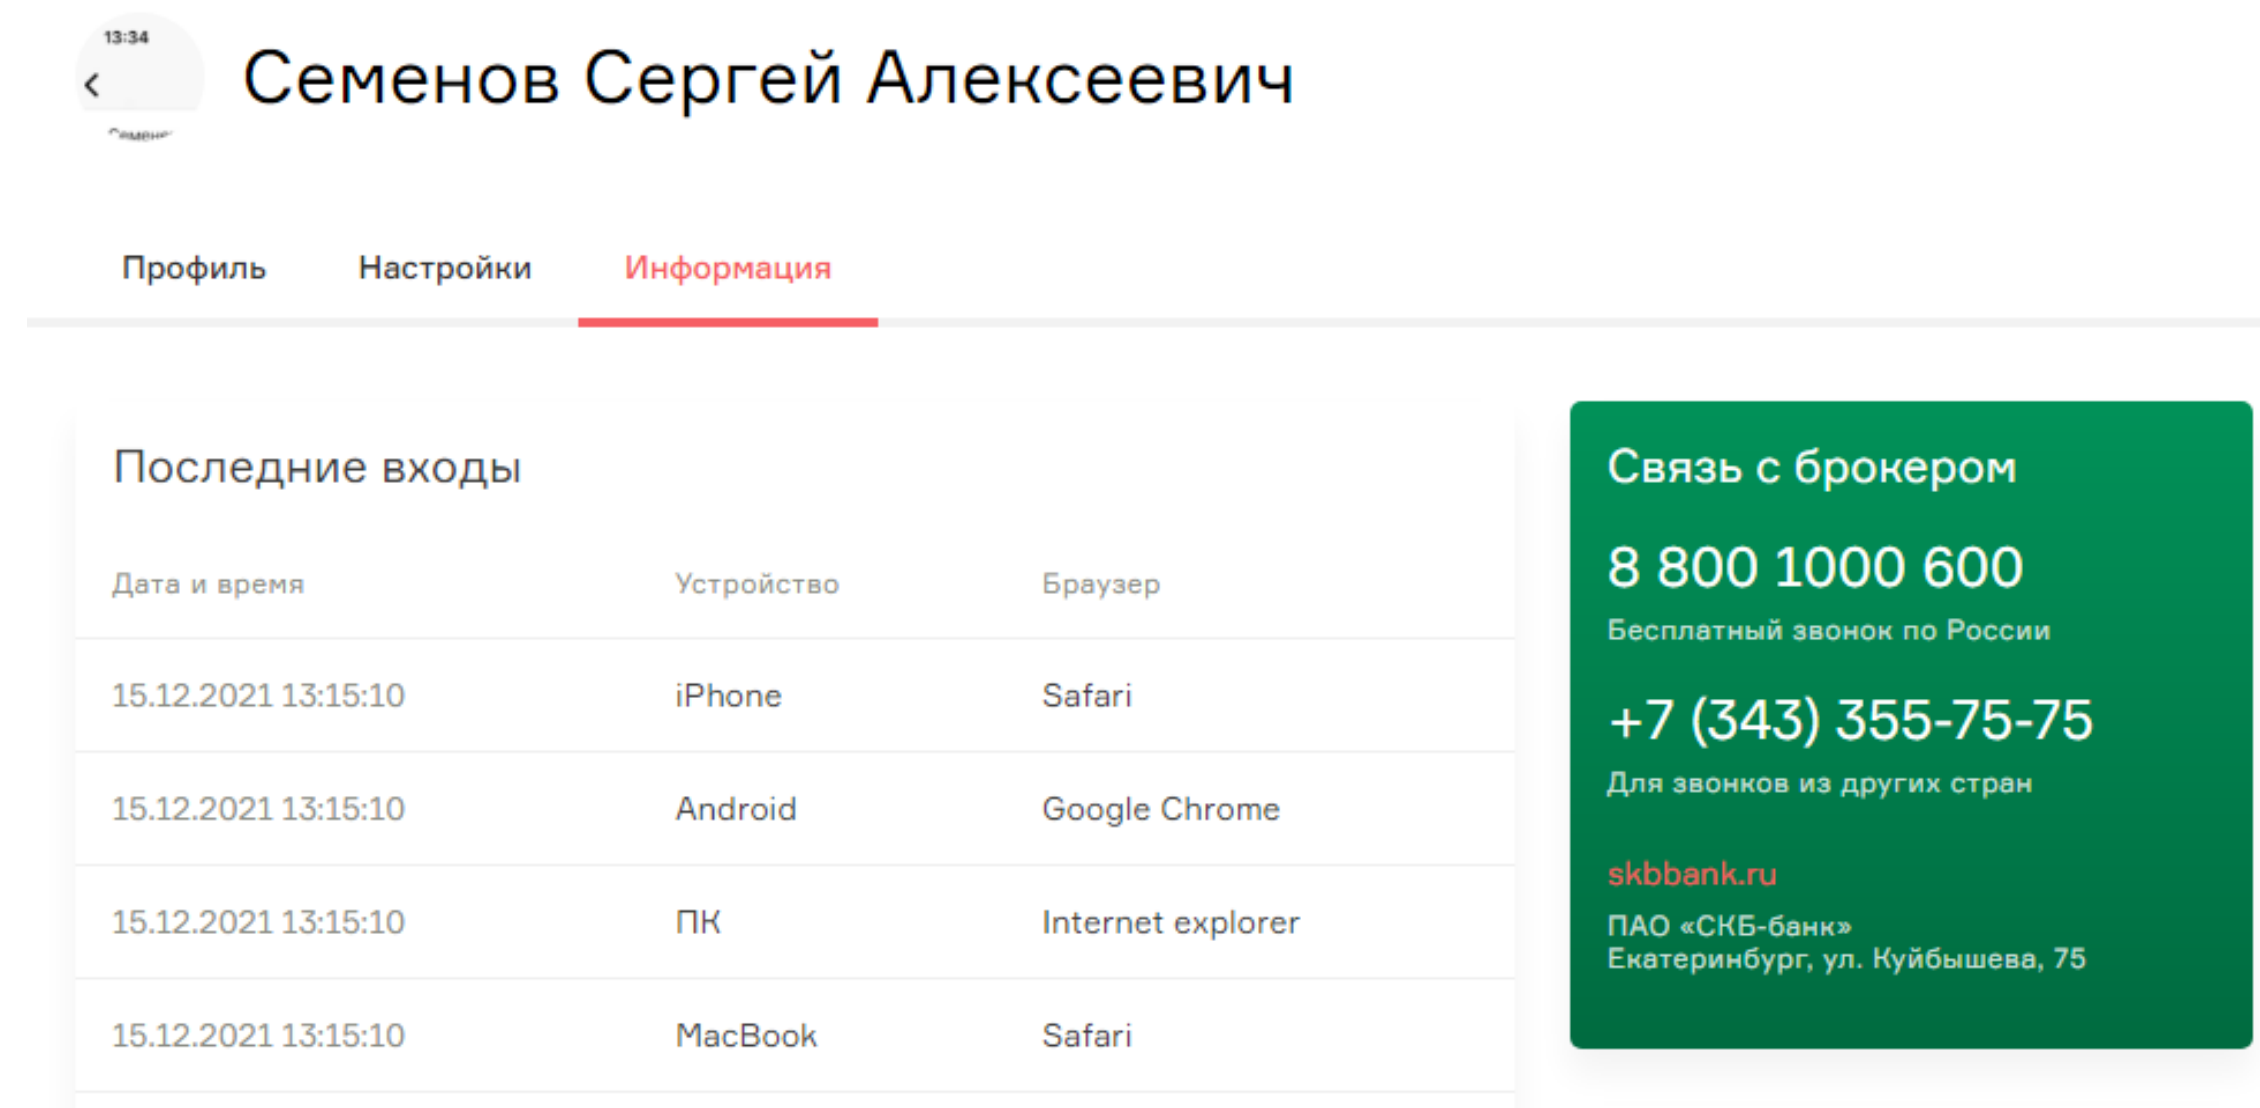 13:34
Семенов Сергей Алексеевич
Профиль Настройки Информация
Последние входы
Дата и время Устройство Браузер
15.12.2021 13:15:10 iPhone Safari
15.12.2021 13:15:10 Android Google Chrome
15.12.2021 13:15:10 ПК Internet explorer
15.12.2021 13:15:10 MacBook Safari
Связь с брокером
8 800 1000 600
Бесплатный звонок по России
+7 (343) 355-75-75
Для звонков из других стран
skbbank.ru
ПАО «СКБ-банк»
Екатеринбург, ул. Куйбышева, 75